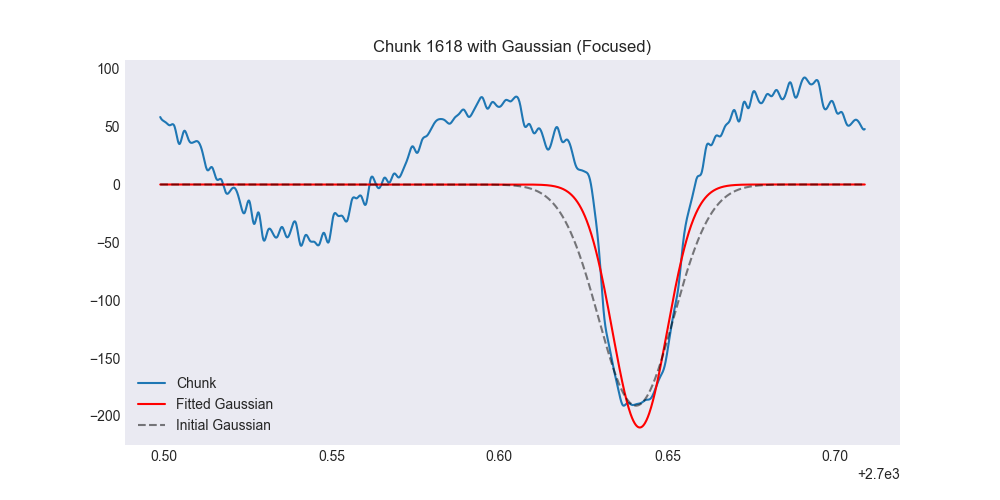 Chunk 1618 with Gaussian (Focused)
100
50
0
−50
−100
−150
−200
Chunk
Fitted Gaussian
Initial Gaussian
0.50 0.55 0.60 0.65 0.70
+2.7e3